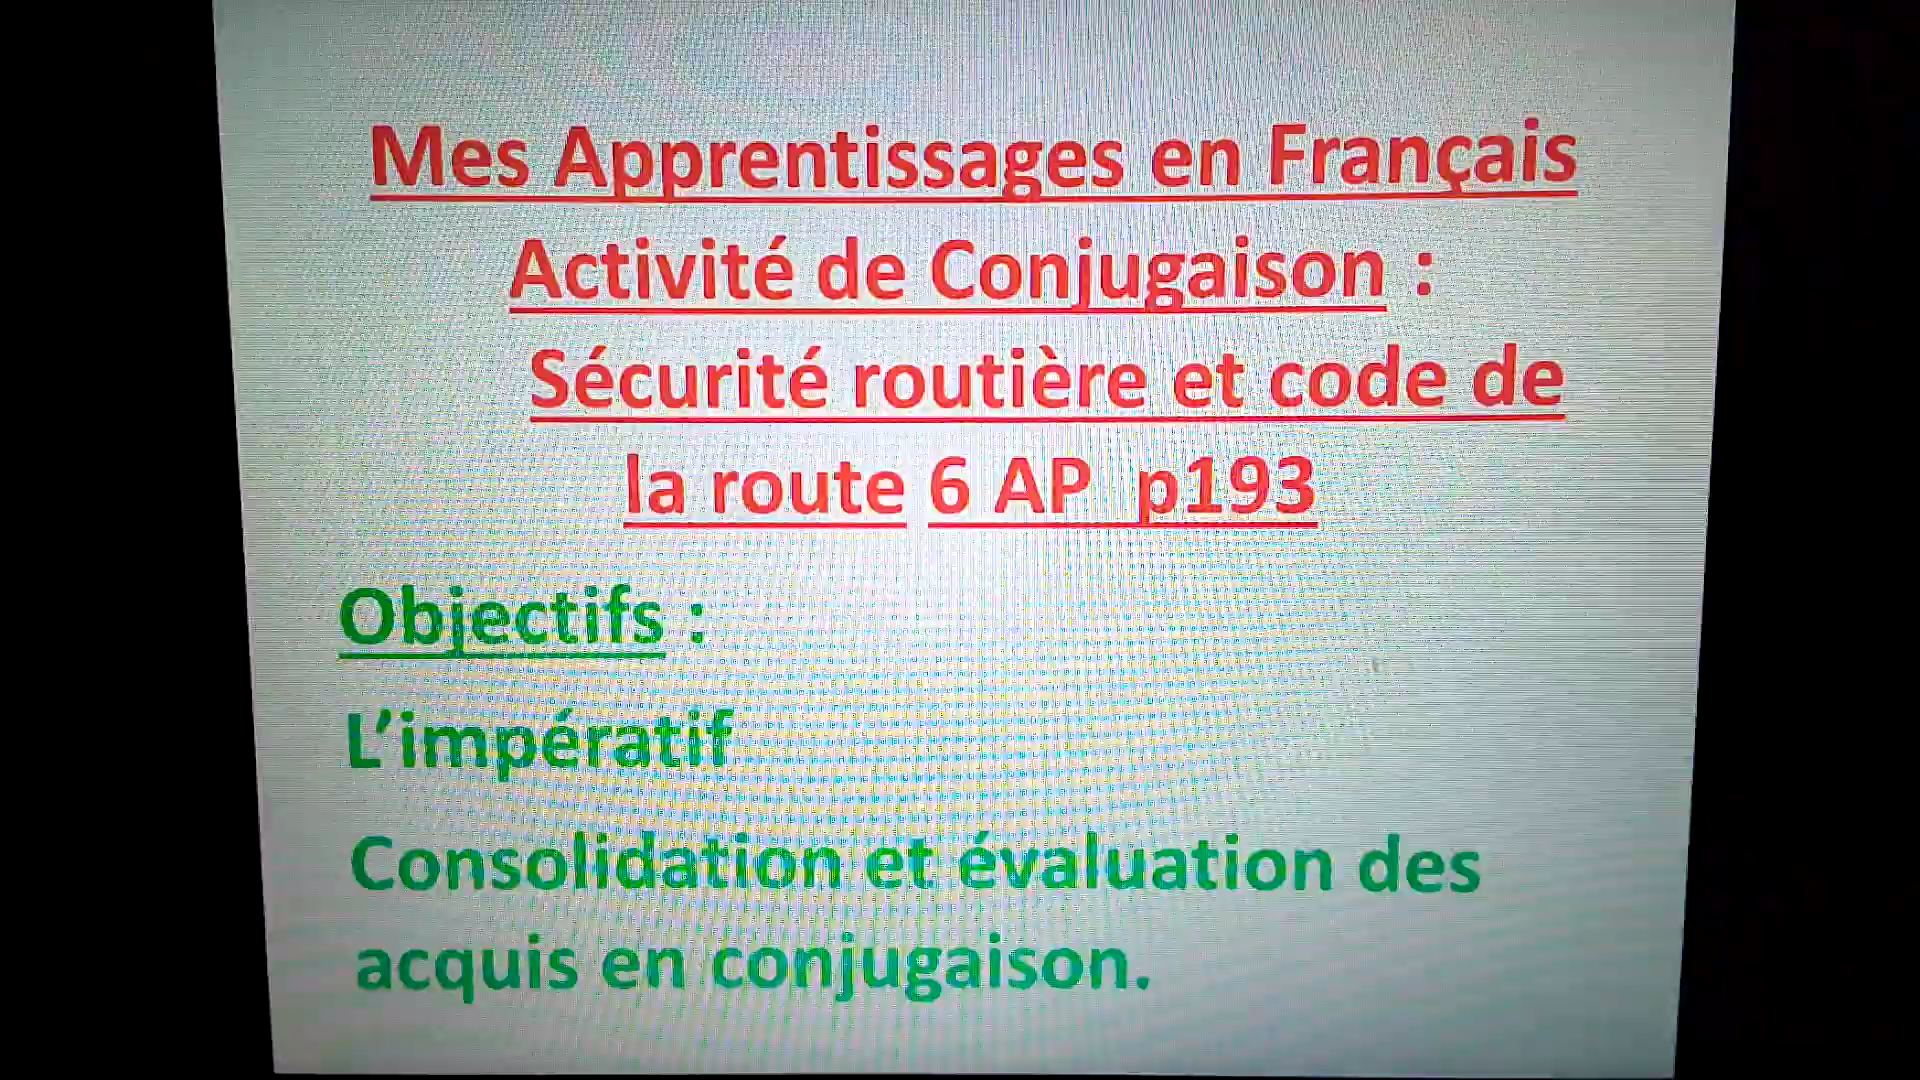 Mes Apprentissages en Français
Activité de Conjugaison :
Sécurité routière et code de
la route 6 AP p193
Objectifs :
L’impératif
Consolidation et évaluation des
acquis en conjugaison.